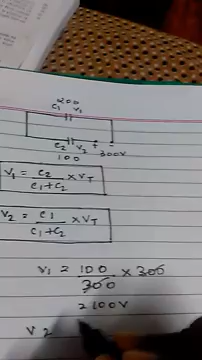 200
C1 V1
C2 V2 + -
100 300V
V1 = C2 / C1+C2 × VT
V2 = C1 / C1+C2 × VT
V1 = 100 / 300 × 300
= 100V
V2